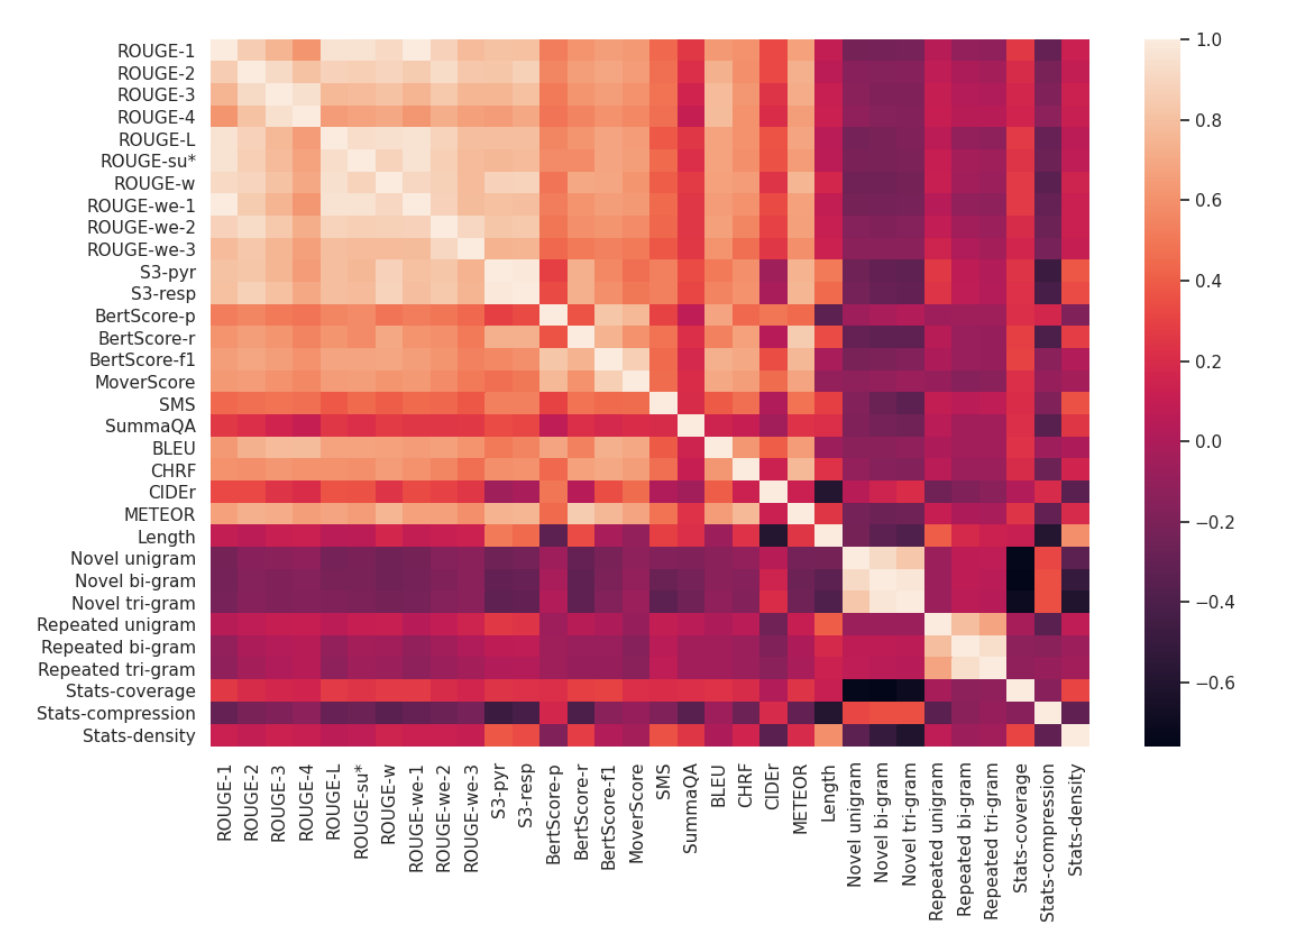 ROUGE-1
ROUGE-2
ROUGE-3
ROUGE-4
ROUGE-L
ROUGE-su*
ROUGE-w
ROUGE-we-1
ROUGE-we-2
ROUGE-we-3
S3-pyr
S3-resp
BertScore-p
BertScore-r
BertScore-f1
MoverScore
SMS
SummaQA
BLEU
CHRF
CIDEr
METEOR
Length
Novel unigram
Novel bi-gram
Novel tri-gram
Repeated unigram
Repeated bi-gram
Repeated tri-gram
Stats-coverage
Stats-compression
Stats-density
ROUGE-1
ROUGE-2
ROUGE-3
ROUGE-4
ROUGE-L
ROUGE-su*
ROUGE-w
ROUGE-we-1
ROUGE-we-2
ROUGE-we-3
S3-pyr
S3-resp
BertScore-p
BertScore-r
BertScore-f1
MoverScore
SMS
SummaQA
BLEU
CHRF
CIDEr
METEOR
Length
Novel unigram
Novel bi-gram
Novel tri-gram
Repeated unigram
Repeated bi-gram
Repeated tri-gram
Stats-coverage
Stats-compression
Stats-density
1.0
0.8
0.6
0.4
0.2
0.0
−0.2
−0.4
−0.6